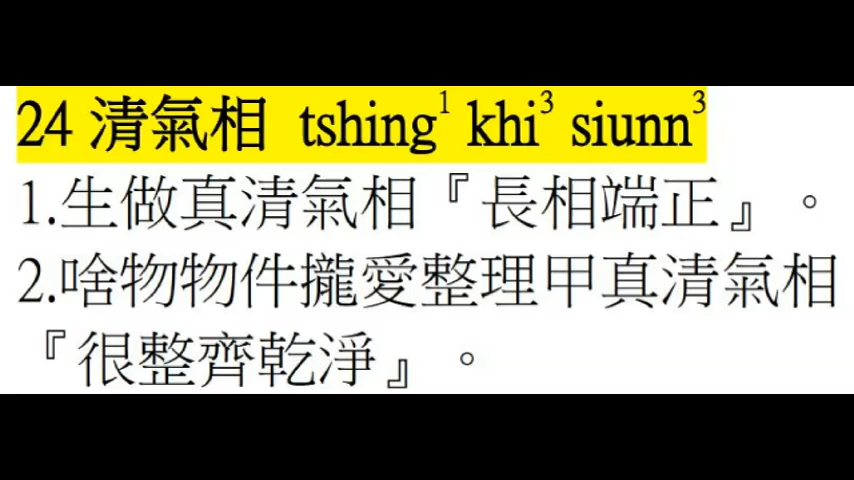 24 清氣相 tshing¹ khi³ siunn³
1.生做真清氣相『長相端正』。
2.啥物物件攏愛整理甲真清氣相
『很整齊乾淨』。